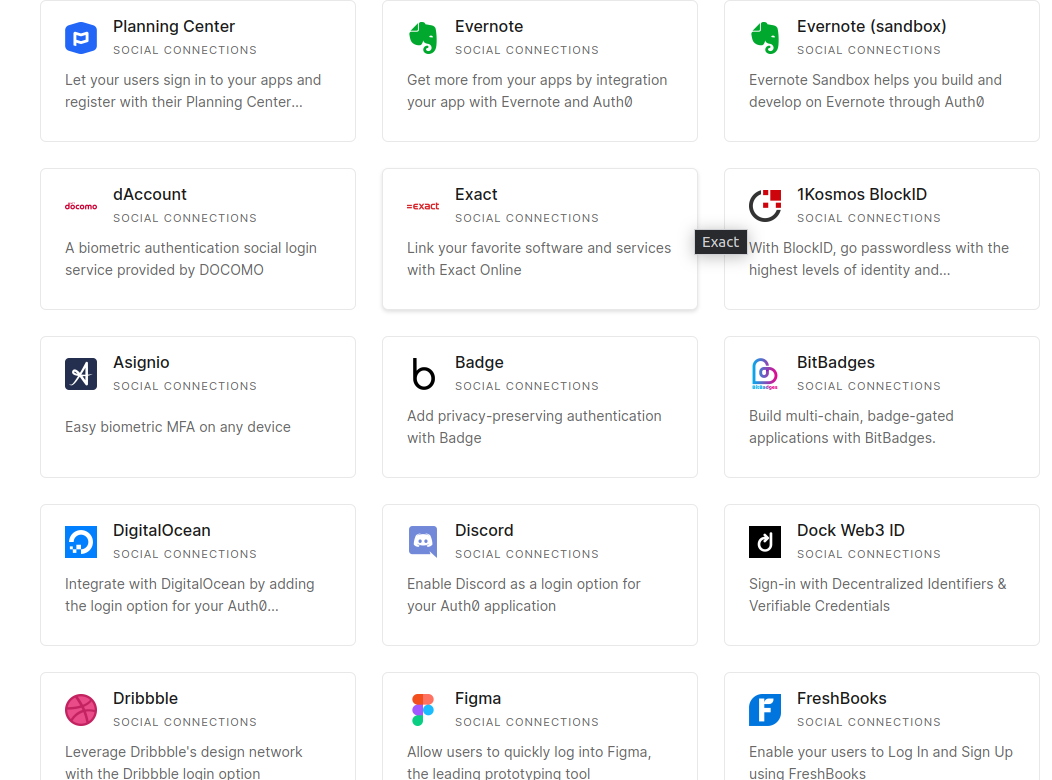 Planning Center
SOCIAL CONNECTIONS
Let your users sign in to your apps and
register with their Planning Center...
Evernote
SOCIAL CONNECTIONS
Get more from your apps by integration
your app with Evernote and Auth0
Evernote (sandbox)
SOCIAL CONNECTIONS
Evernote Sandbox helps you build and
develop on Evernote through Auth0
döcomo
dAccount
SOCIAL CONNECTIONS
A biometric authentication social login
service provided by DOCOMO
=exact
Exact
SOCIAL CONNECTIONS
Link your favorite software and services
with Exact Online
Exact
1Kosmos BlockID
SOCIAL CONNECTIONS
With BlockID, go passwordless with the
highest levels of identity and...
Asignio
SOCIAL CONNECTIONS
Easy biometric MFA on any device
b
Badge
SOCIAL CONNECTIONS
Add privacy-preserving authentication
with Badge
BitBadges
BitBadges
SOCIAL CONNECTIONS
Build multi-chain, badge-gated
applications with BitBadges.
DigitalOcean
SOCIAL CONNECTIONS
Integrate with DigitalOcean by adding
the login option for your Auth0...
Discord
SOCIAL CONNECTIONS
Enable Discord as a login option for
your Auth0 application
Dock Web3 ID
SOCIAL CONNECTIONS
Sign-in with Decentralized Identifiers &
Verifiable Credentials
Dribbble
SOCIAL CONNECTIONS
Leverage Dribbble's design network
with the Dribbble login option
Figma
SOCIAL CONNECTIONS
Allow users to quickly log into Figma,
the leading prototyping tool
F
FreshBooks
SOCIAL CONNECTIONS
Enable your users to Log In and Sign Up
using FreshBooks